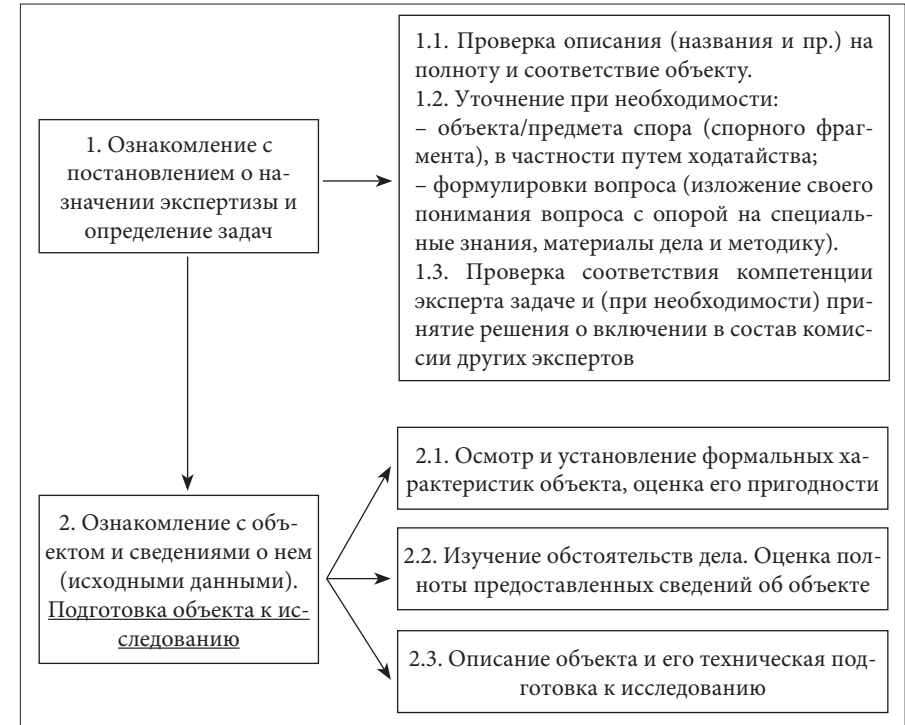 1. Ознакомление с
постановлением о на-
значении экспертизы и
определение задач
1.1. Проверка описания (названия и пр.) на
полноту и соответствие объекту.
1.2. Уточнение при необходимости:
– объекта/предмета спора (спорного фраг-
мента), в частности путем ходатайства;
– формулировки вопроса (изложение своего
понимания вопроса с опорой на специаль-
ные знания, материалы дела и методику).
1.3. Проверка соответствия компетенции
эксперта задаче и (при необходимости) при-
нятие решения о включении в состав комис-
сии других экспертов
2. Ознакомление с объ-
ектом и сведениями о нем
(исходными данными).
Подготовка объекта к ис-
следованию
2.1. Осмотр и установление формальных ха-
рактеристик объекта, оценка его пригодности
2.2. Изучение обстоятельств дела. Оценка пол-
ноты предоставленных сведений об объекте
2.3. Описание объекта и его техническая под-
готовка к исследованию